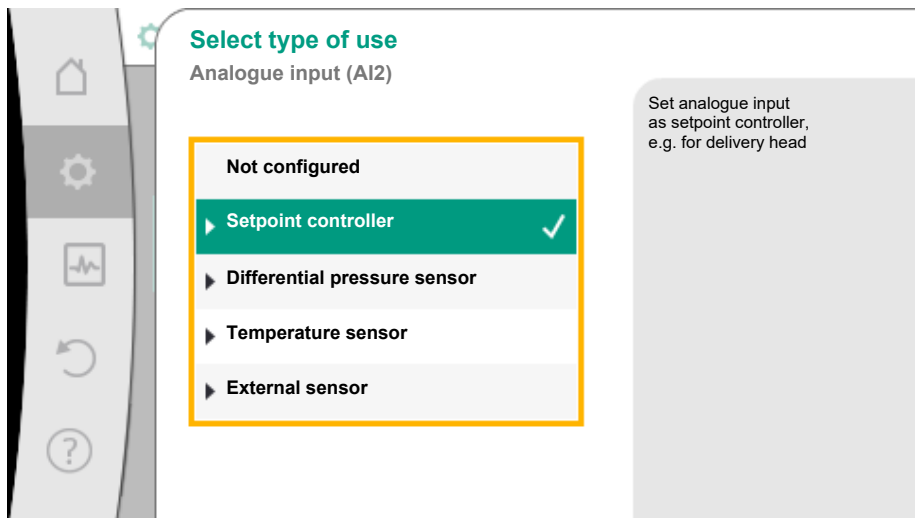 Select type of use
Analogue input (AI2)
Set analogue input
as setpoint controller,
e.g. for delivery head
Not configured
Setpoint controller
Differential pressure sensor
Temperature sensor
External sensor
?